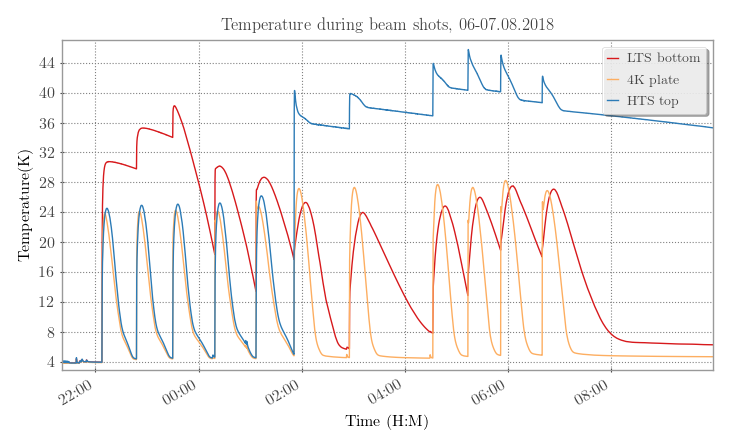 Temperature during beam shots, 06-07.08.2018
LTS bottom
4K plate
HTS top
Temperature(K)
44
40
36
32
28
24
20
16
12
8
4
22:00
00:00
02:00
04:00
06:00
08:00
Time (H:M)